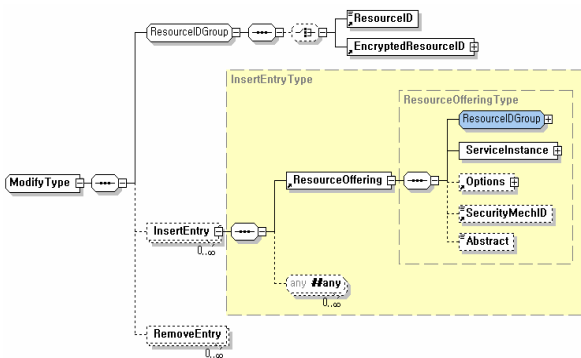 ResourceIDGroup
ResourceID
EncryptedResourceID
InsertEntryType
ResourceOfferingType
ResourceIDGroup
ServiceInstance
ModifyType
ResourceOffering
Options
SecurityMechID
InsertEntry
Abstract
0..∞
any ##any
0..∞
RemoveEntry
0..∞